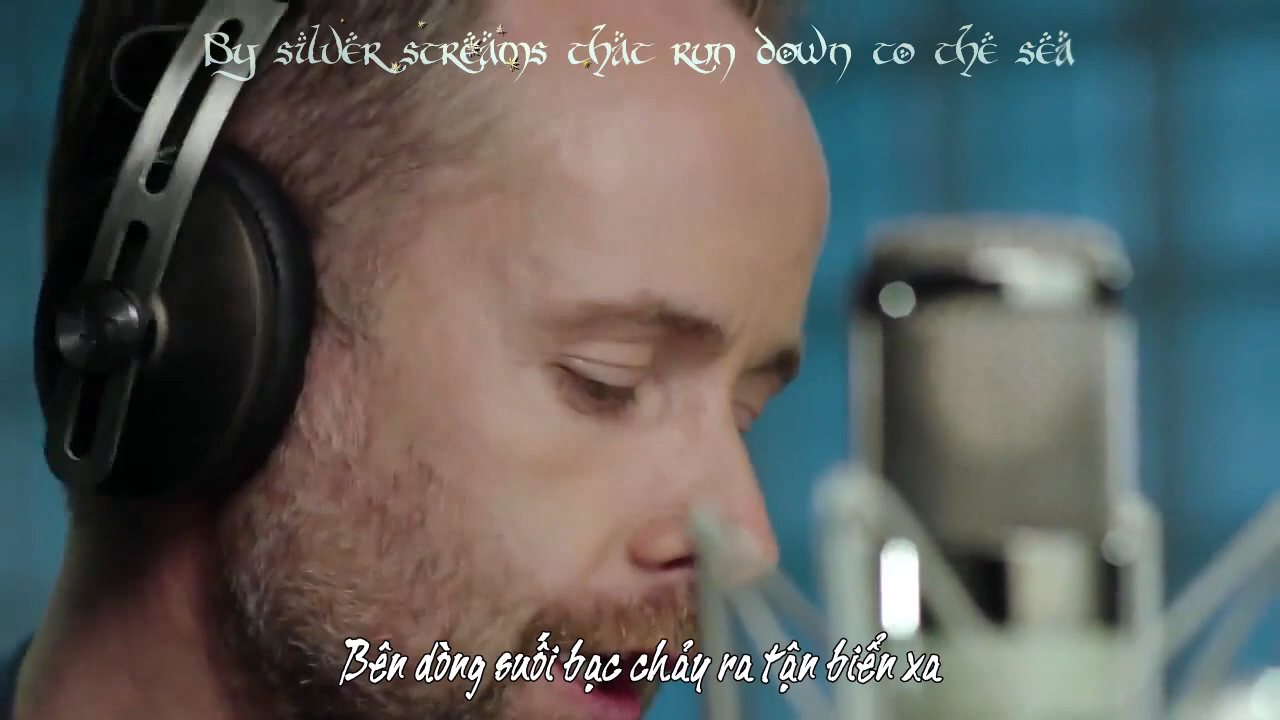 By silver streams that run down to the sea
Bên dòng suối bạc chảy ra tận biển xa